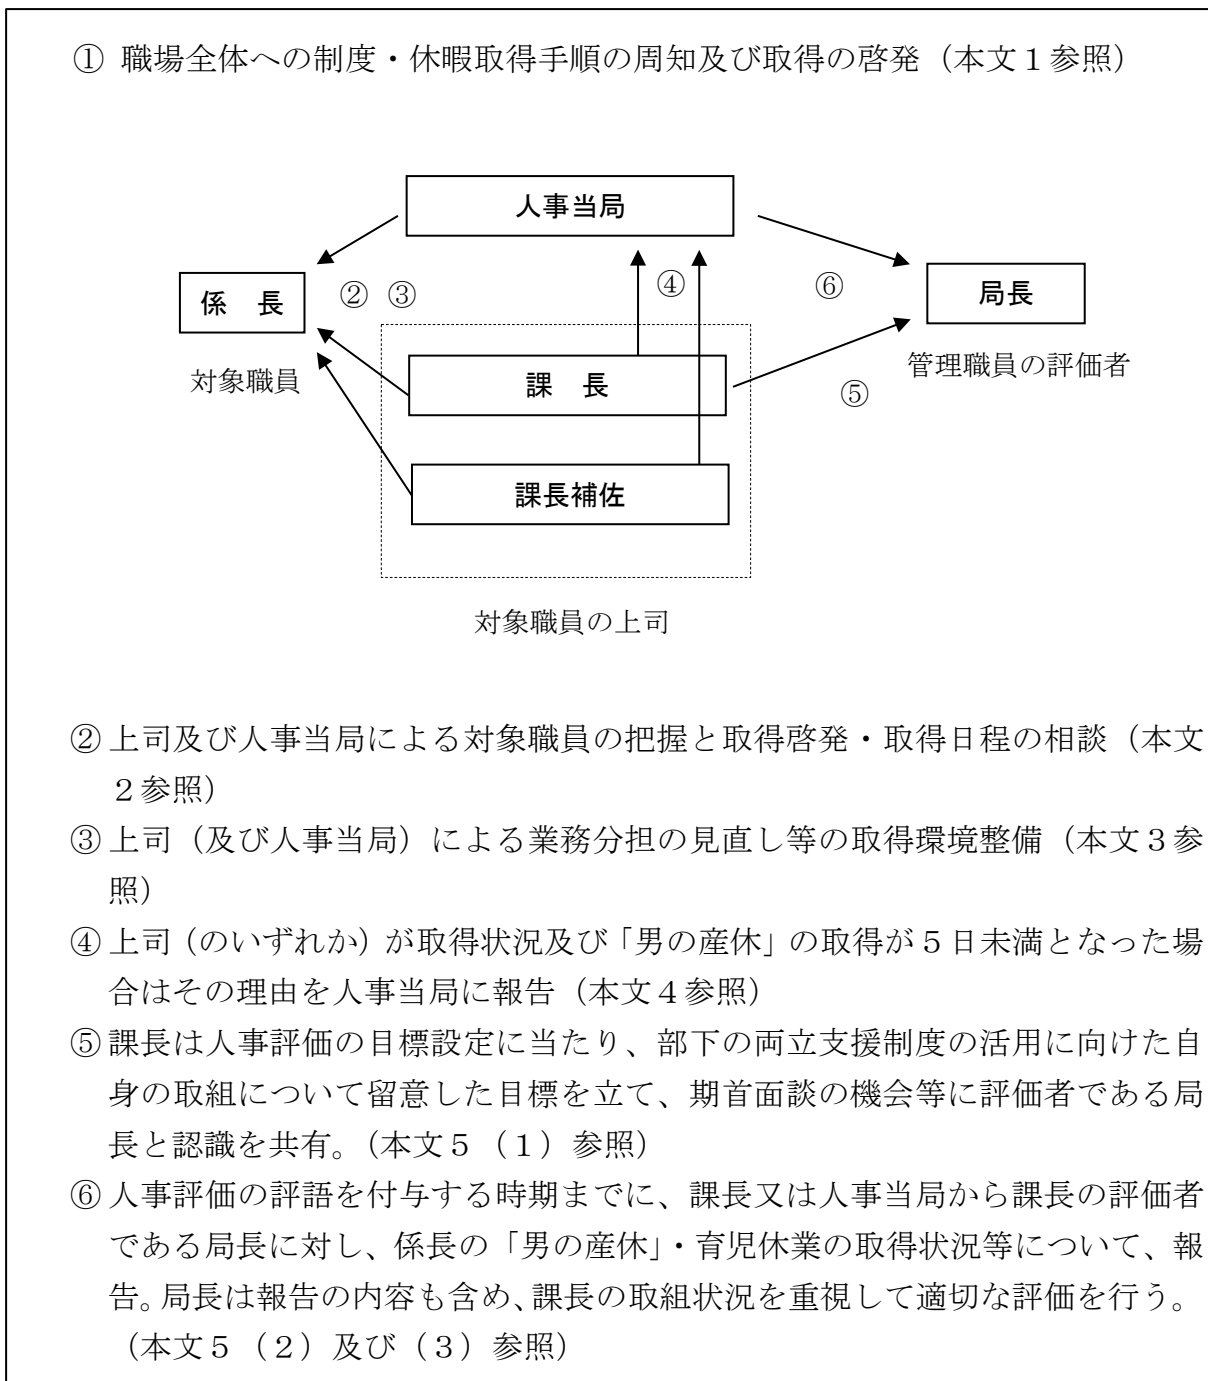 ① 職場全体への制度・休暇取得手順の周知及び取得の啓発（本文１参照）
人事当局
係　長
② ③
④
⑥
局長
対象職員
課　長
管理職員の評価者
⑤
課長補佐
対象職員の上司
② 上司及び人事当局による対象職員の把握と取得啓発・取得日程の相談（本文
２参照）
③ 上司（及び人事当局）による業務分担の見直し等の取得環境整備（本文３参
照）
④ 上司（のいずれか）が取得状況及び「男の産休」の取得が５日未満となった場
合はその理由を人事当局に報告（本文４参照）
⑤ 課長は人事評価の目標設定に当たり、部下の両立支援制度の活用に向けた自
身の取組について留意した目標を立て、期首面談の機会等に評価者である局
長と認識を共有。（本文５（１）参照）
⑥ 人事評価の評語を付与する時期までに、課長又は人事当局から課長の評価者
である局長に対し、係長の「男の産休」・育児休業の取得状況等について、報
告。局長は報告の内容も含め、課長の取組状況を重視して適切な評価を行う。
（本文５（２）及び（３）参照）